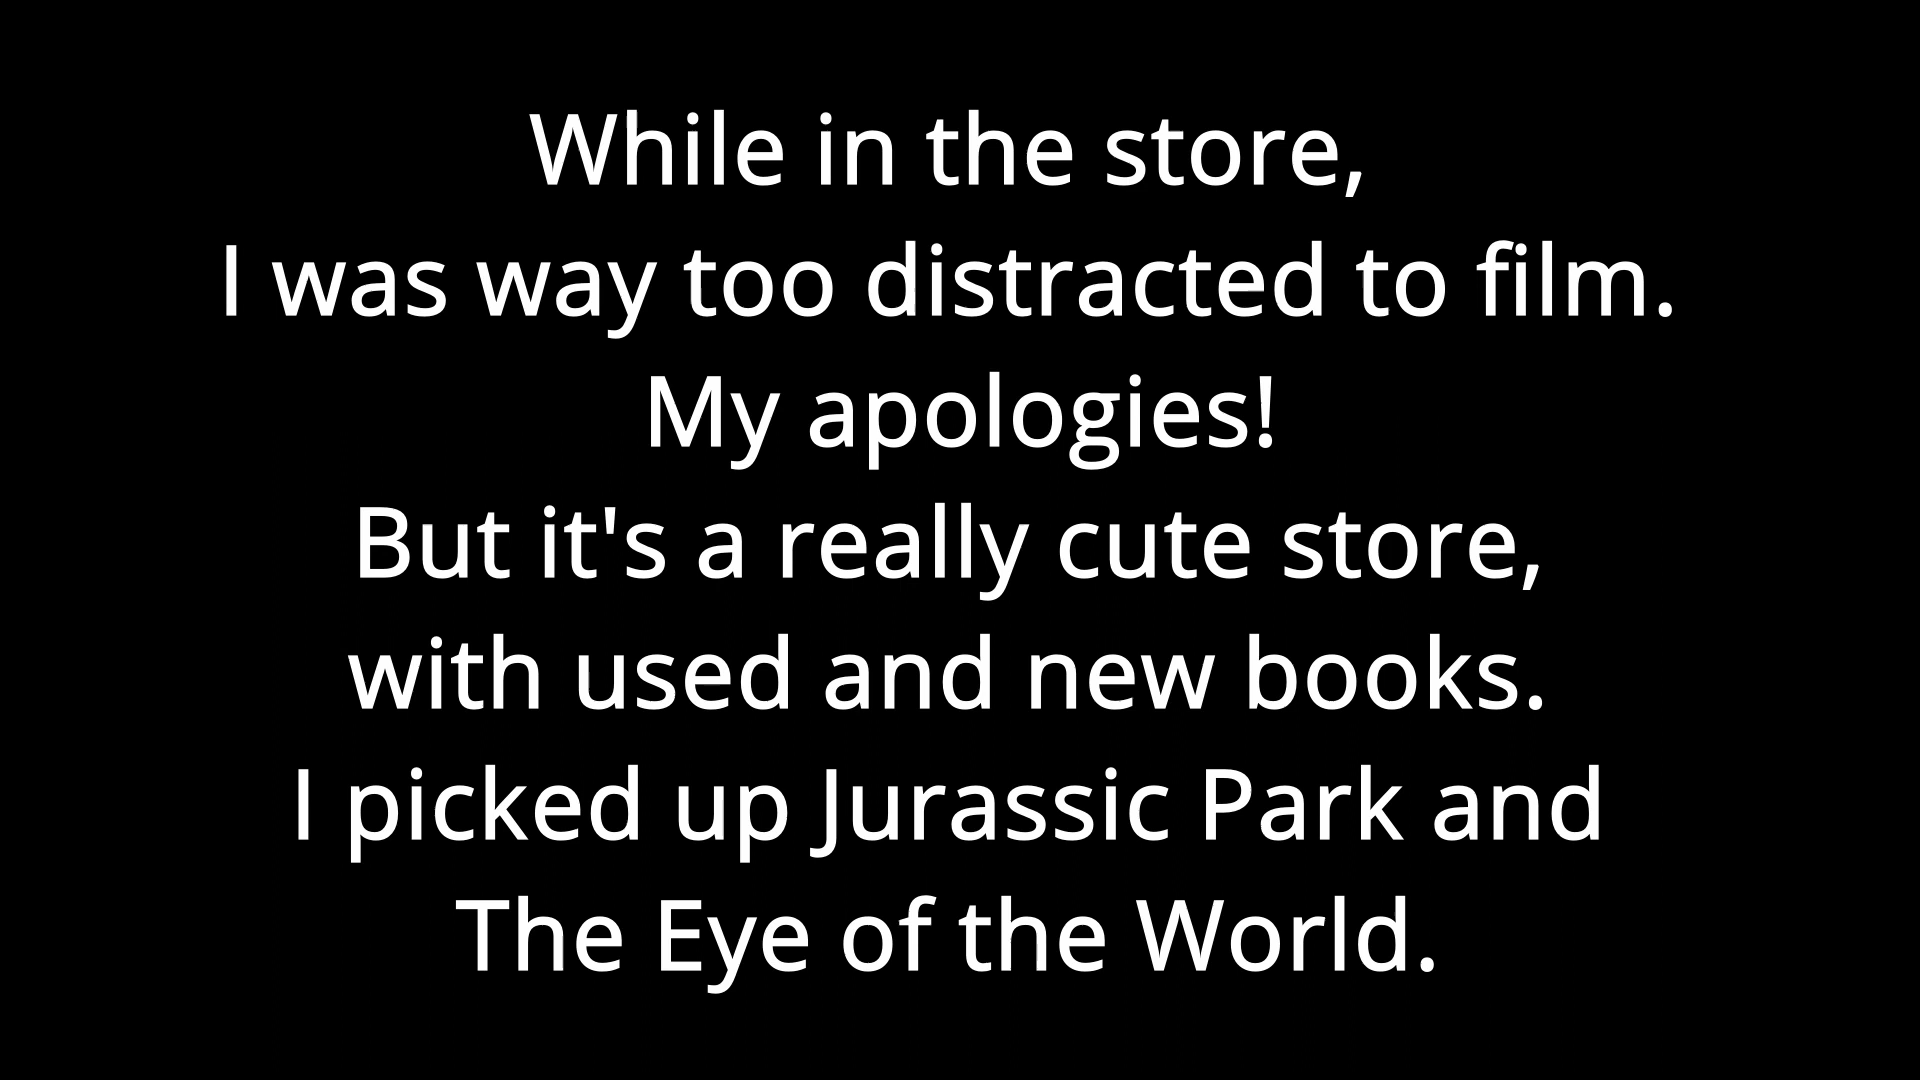 While in the store,
I was way too distracted to film.
My apologies!
But it's a really cute store,
with used and new books.
I picked up Jurassic Park and
The Eye of the World.